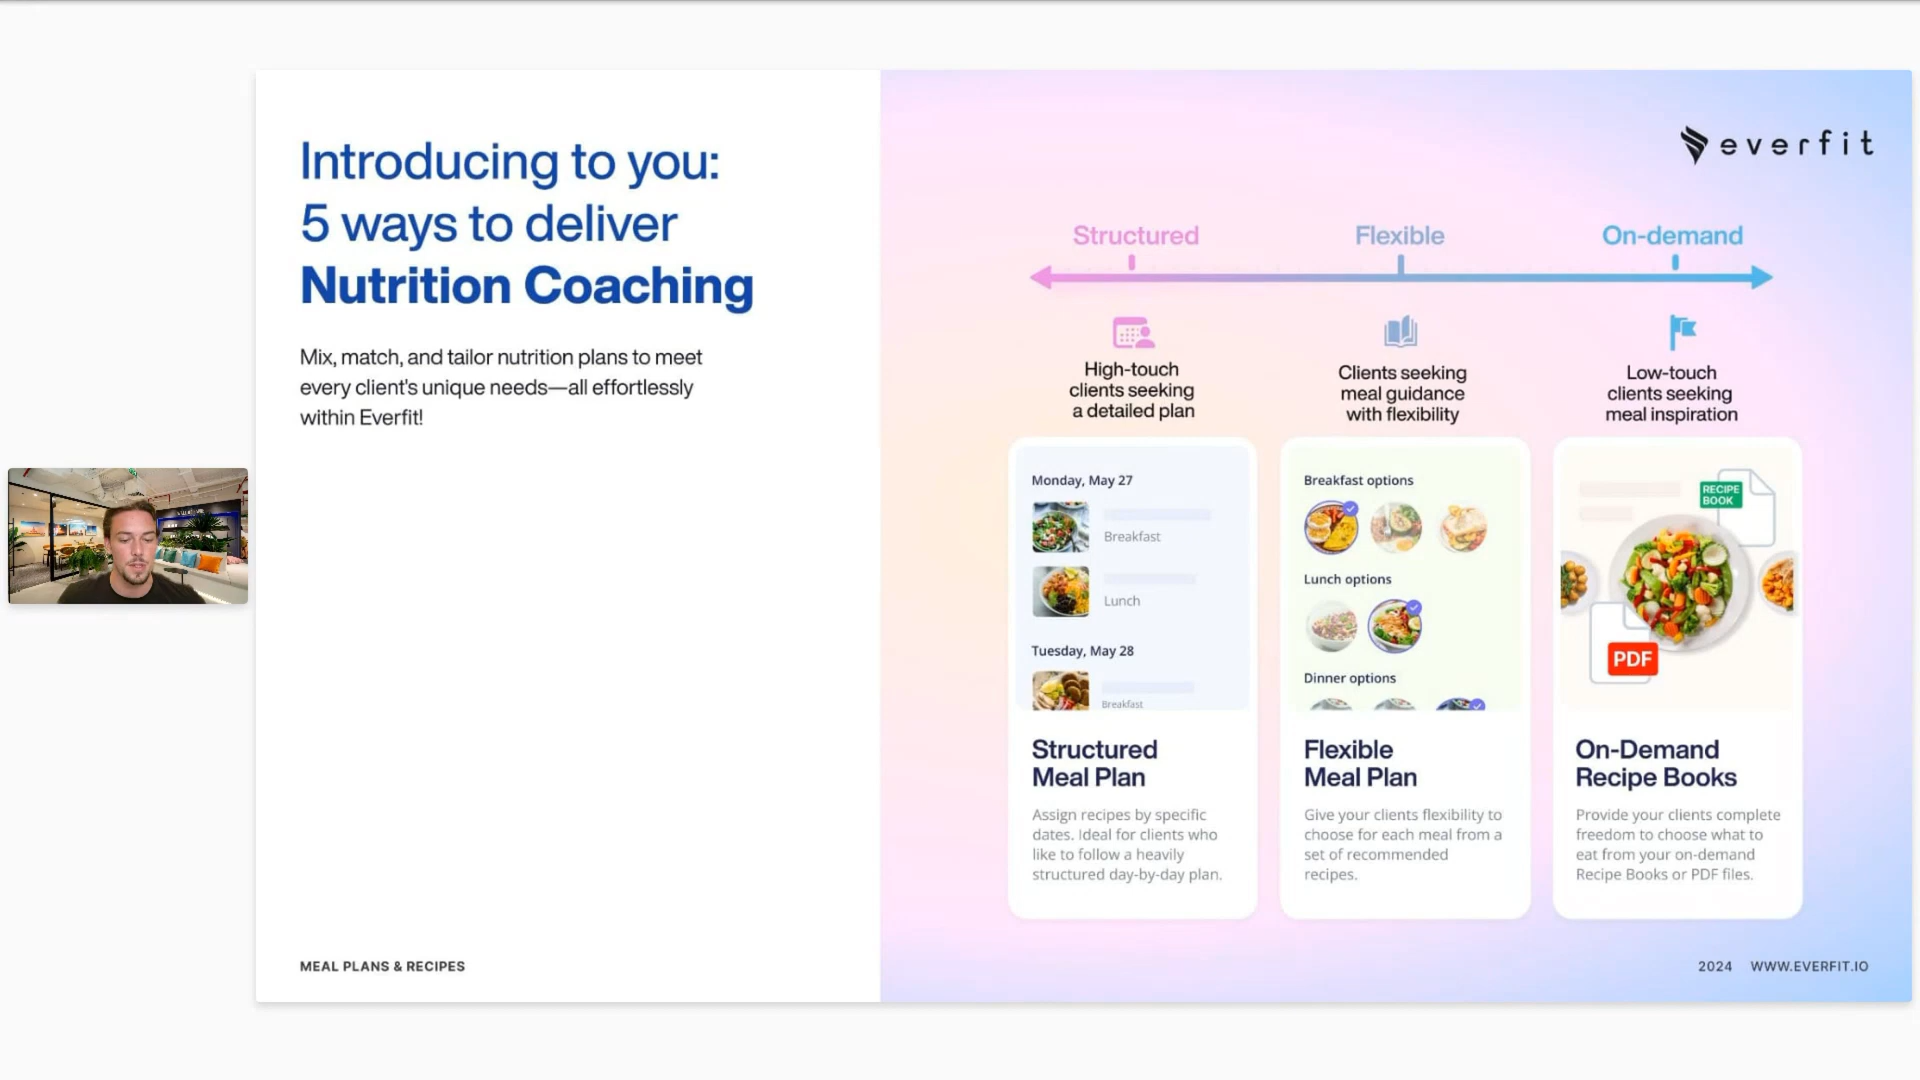 Introducing to you:
5 ways to deliver
Nutrition Coaching
Mix, match, and tailor nutrition plans to meet
every client's unique needs—all effortlessly
within Everfit!
MEAL PLANS & RECIPES
everfit
Structured
Flexible
On-demand
High-touch
clients seeking
a detailed plan
Clients seeking
meal guidance
with flexibility
Low-touch
clients seeking
meal inspiration
Monday, May 27
Breakfast
Lunch
Tuesday, May 28
Breakfast
Structured
Meal Plan
Assign recipes by specific
dates. Ideal for clients who
like to follow a heavily
structured day-by-day plan.
Breakfast options
Lunch options
Dinner options
Flexible
Meal Plan
Give your clients flexibility to
choose for each meal from a
set of recommended
recipes.
RECIPE
BOOK
PDF
On-Demand
Recipe Books
Provide your clients complete
freedom to choose what to
eat from your on-demand
Recipe Books or PDF files.
2024 WWW.EVERFIT.IO